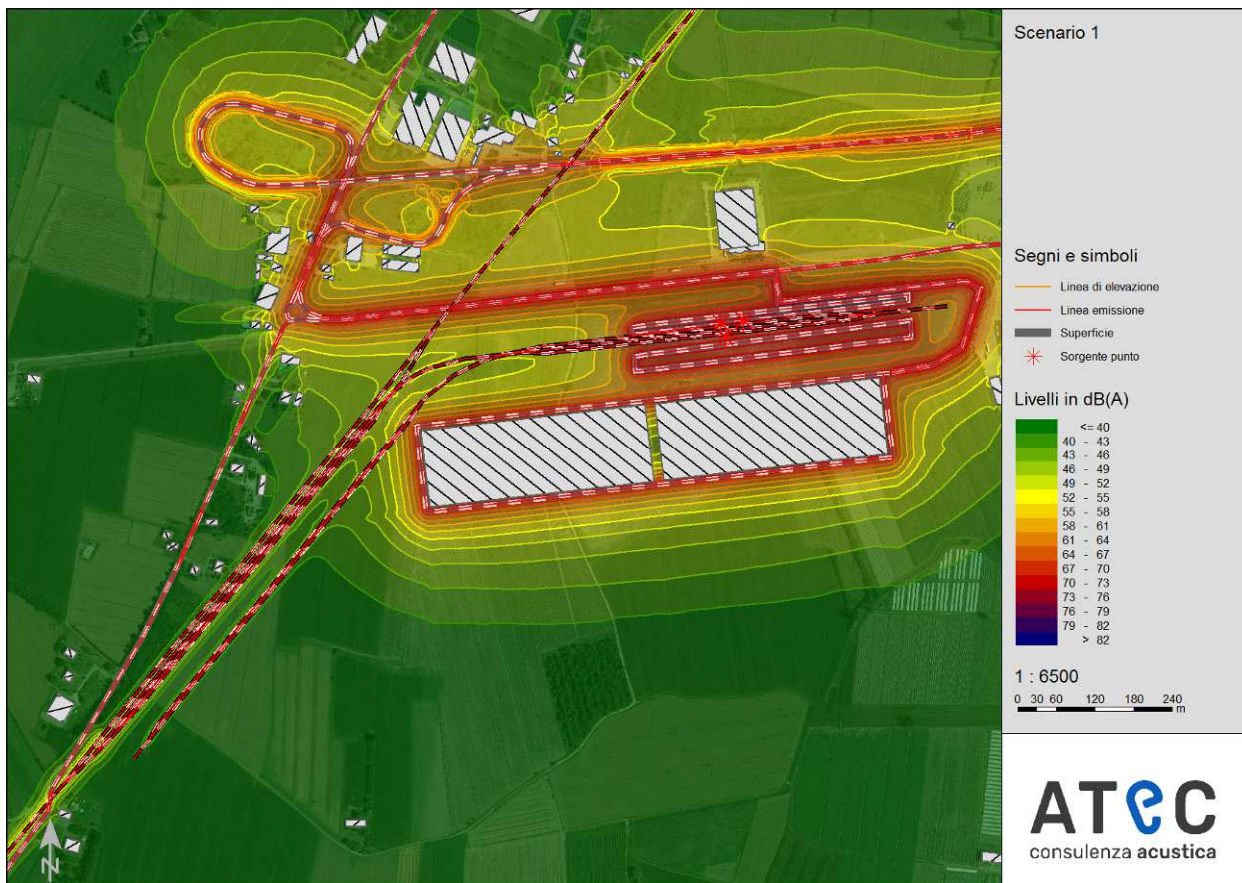 Scenario 1
Segni e simboli
Linea di elevazione
Linea emissione
Superficie
Sorgente punto
Livelli in dB(A)
<= 40
40 - 43
43 - 46
46 - 49
49 - 52
52 - 55
55 - 58
58 - 61
61 - 64
64 - 67
67 - 70
70 - 73
73 - 76
76 - 79
79 - 82
> 82
1 : 6500
0 30 60 120 180 240
m
N
ATeC
consulenza acustica